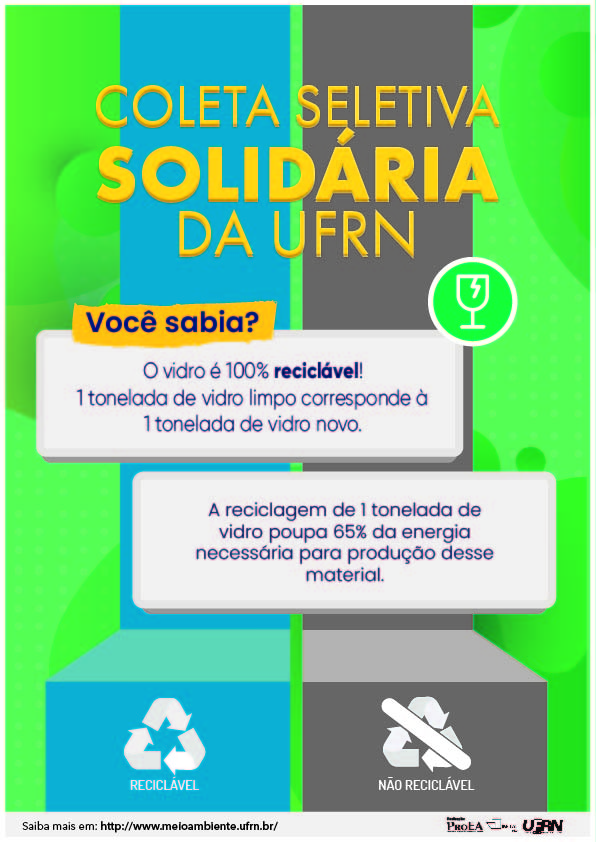 COLETA SELETIVA
SOLIDÁRIA
DA UFRN
Você sabia?
O vidro é 100% reciclável!
1 tonelada de vidro limpo corresponde à
1 tonelada de vidro novo.
A reciclagem de 1 tonelada de
vidro poupa 65% da energia
necessária para produção desse
material.
RECICLÁVEL
NÃO RECICLÁVEL
Saiba mais em: http://www.meioambiente.ufrn.br/
Realização
PROEA
UFRN